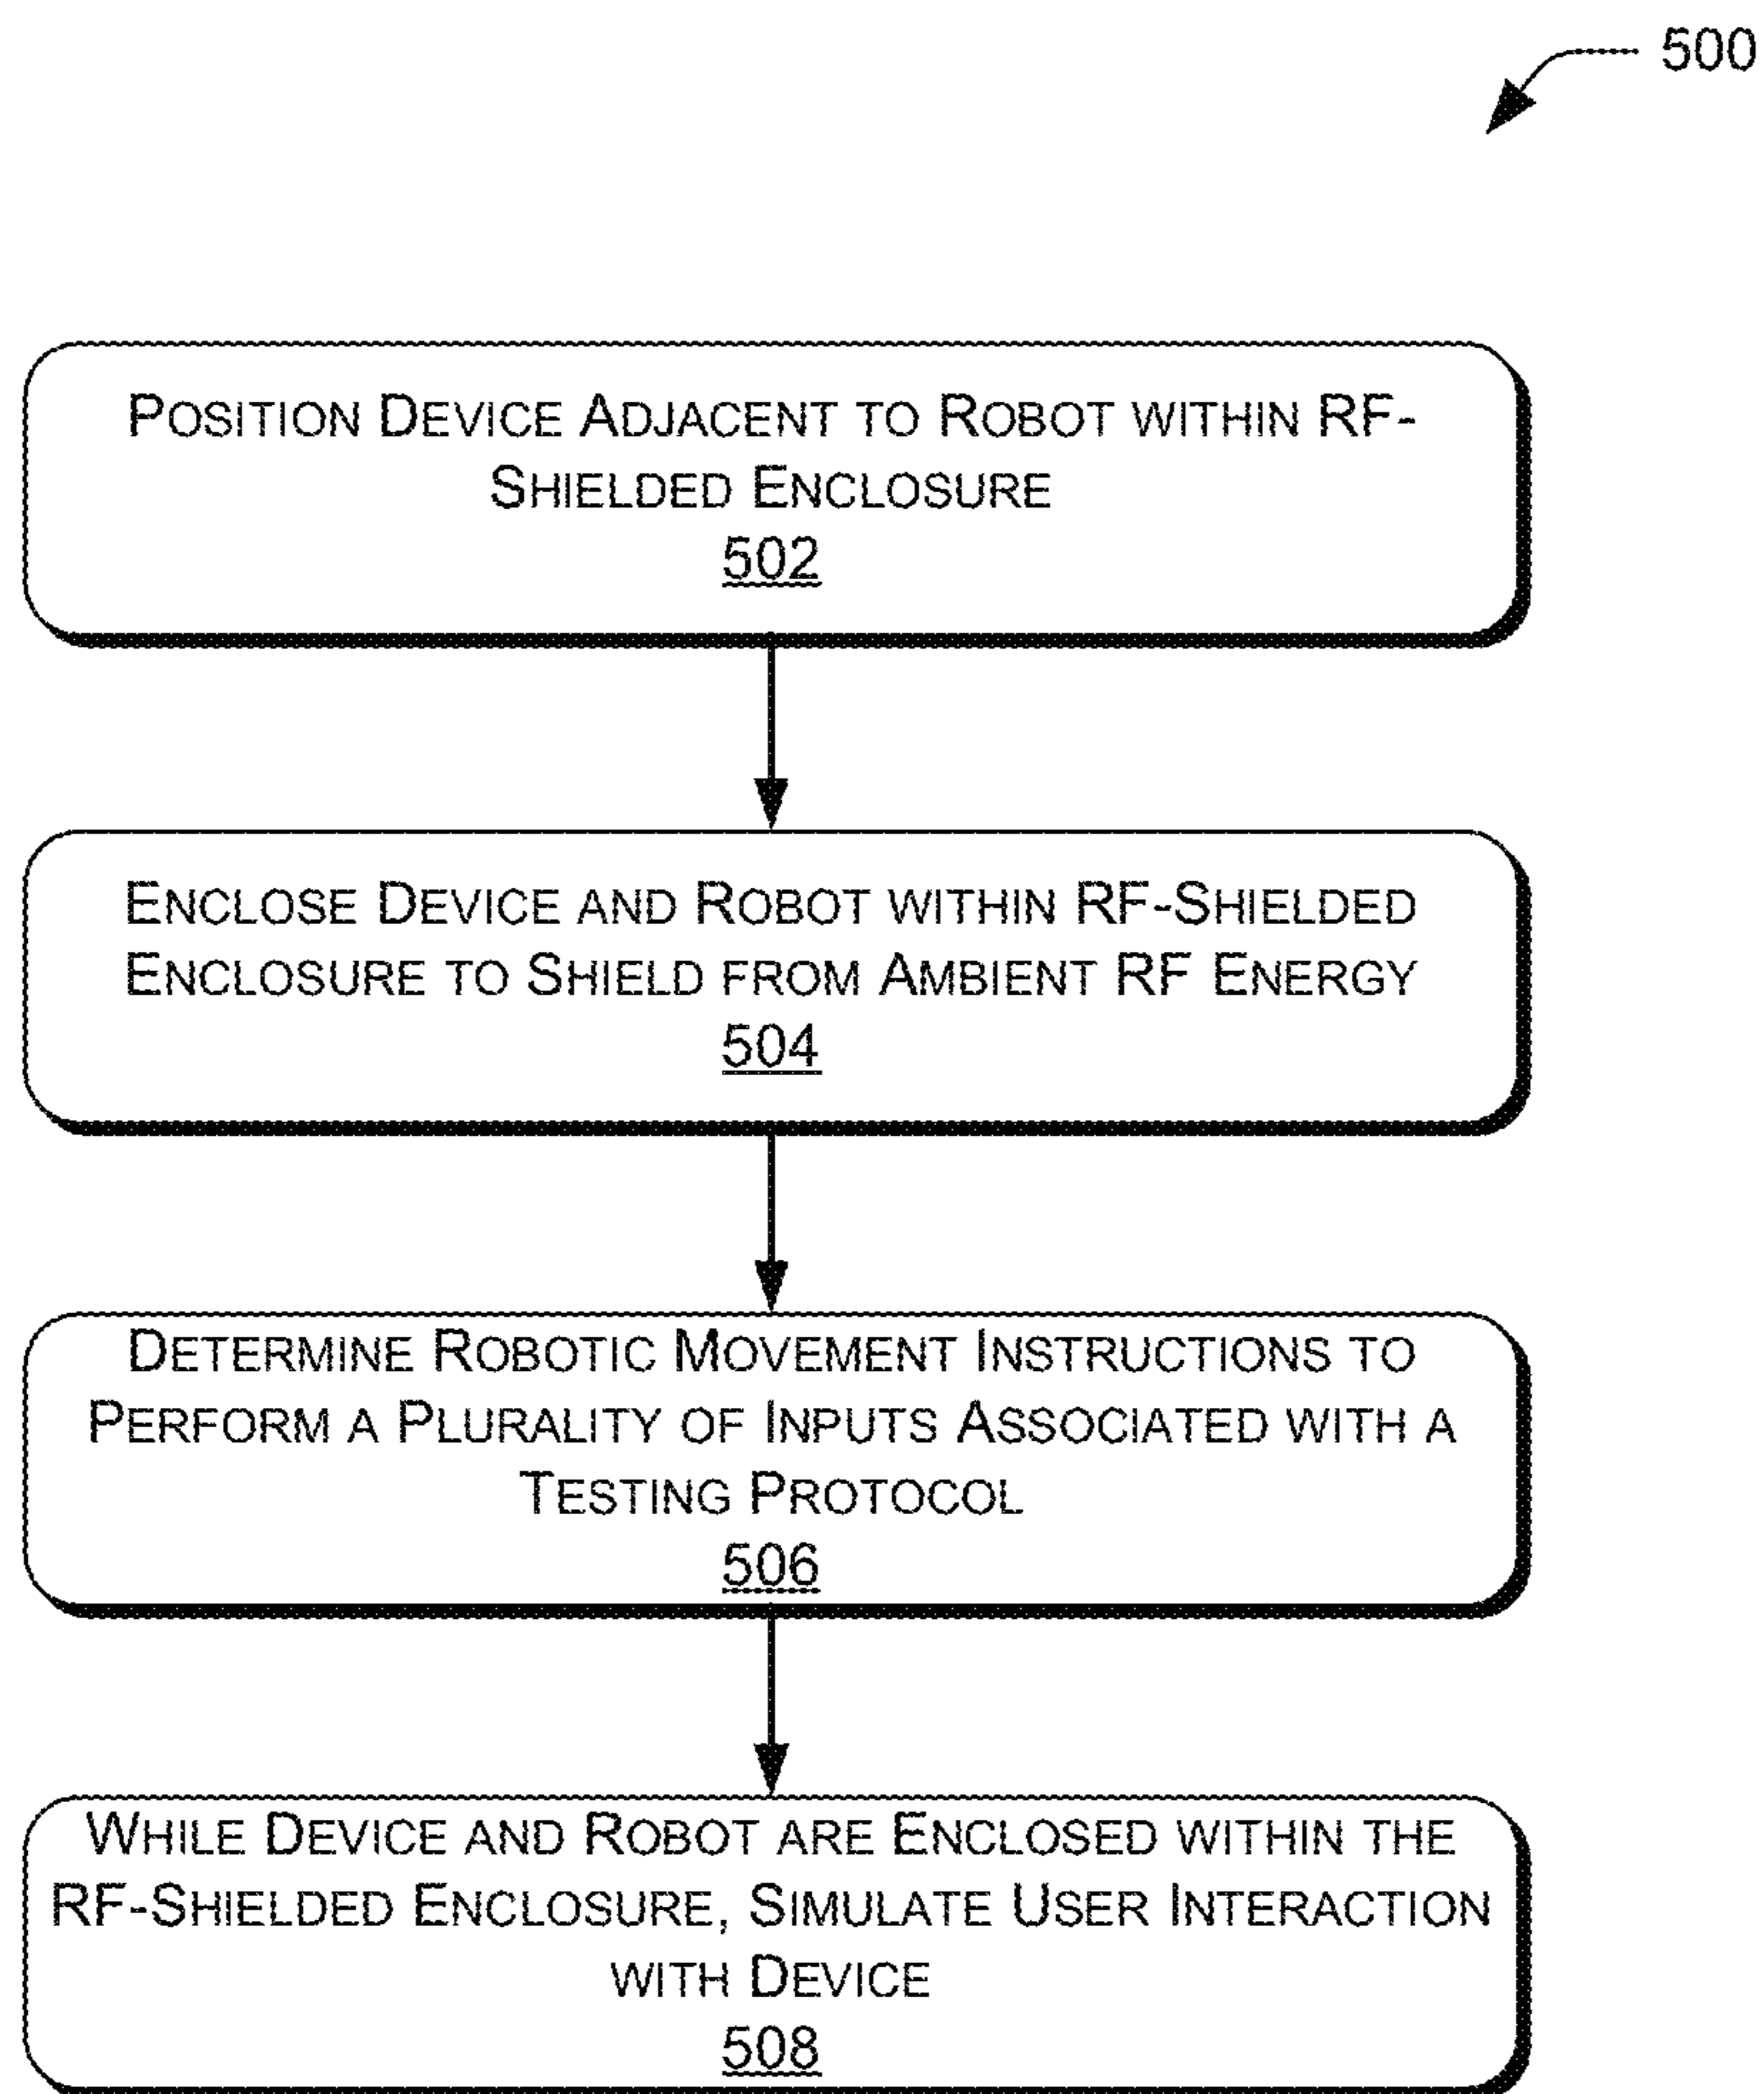 500
Position Device Adjacent to Robot within RF-
Shielded Enclosure
502
Enclose Device and Robot within RF-Shielded
Enclosure to Shield from Ambient RF Energy
504
Determine Robotic Movement Instructions to
Perform a Plurality of Inputs Associated with a
Testing Protocol
506
While Device and Robot are Enclosed within the
RF-Shielded Enclosure, Simulate User Interaction
with Device
508